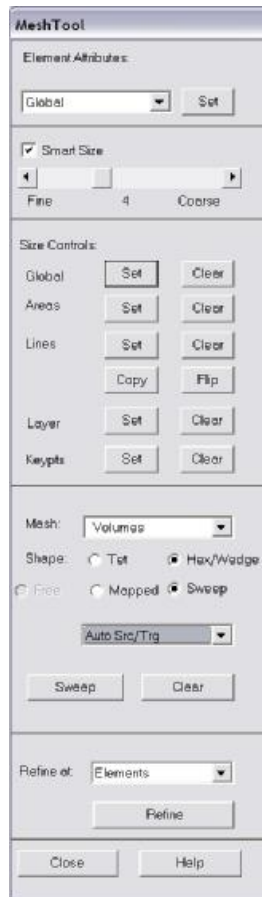 MeshTool
Element Attributes:
Global Set
Smart Size
Fine 4 Coarse
Size Controls:
Global Set Clear
Areas Set Clear
Lines Set Clear
Copy Flip
Layer Set Clear
Keypts Set Clear
Mesh: Volumes
Shape: Tet Hex/Wedge
Free Mapped Sweep
Auto Src/Trg
Sweep Clear
Refine at: Elements
Refine
Close Help